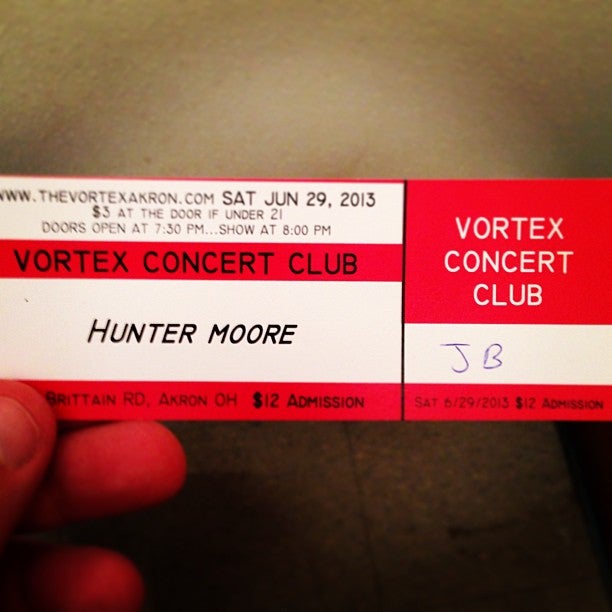 WWW.THEVORTEXAKRON.COM SAT JUN 29, 2013
$3 AT THE DOOR IF UNDER 21
DOORS OPEN AT 7:30 PM...SHOW AT 8:00 PM
VORTEX CONCERT CLUB
HUNTER MOORE
BRITTAIN RD, AKRON OH $12 ADMISSION
VORTEX
CONCERT
CLUB
JB
SAT 6/29/2013 $12 ADMISSION